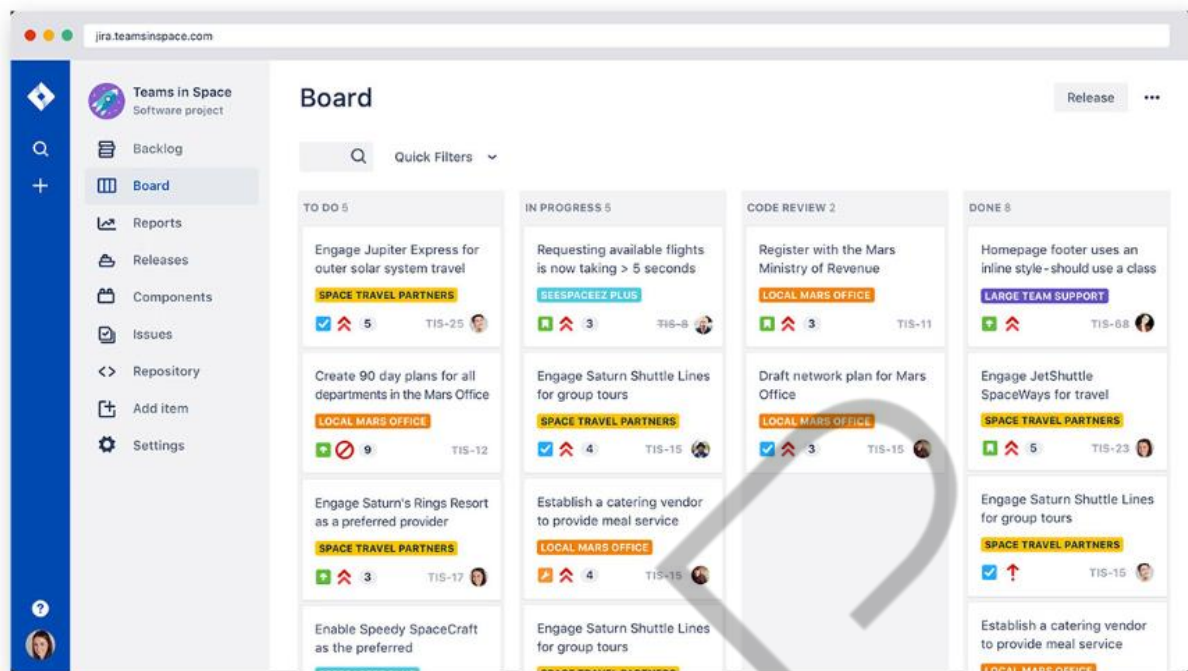 jira.teamsinspace.com
Teams in Space
Software project
Backlog
Board
Reports
Releases
Components
Issues
Repository
Add item
Settings
?
Board
Release
Quick Filters
TO DO 5
Engage Jupiter Express for
outer solar system travel
SPACE TRAVEL PARTNERS
5 TIS-25
Create 90 day plans for all
departments in the Mars Office
LOCAL MARS OFFICE
9 TIS-12
Engage Saturn's Rings Resort
as a preferred provider
SPACE TRAVEL PARTNERS
3 TIS-17
Enable Speedy SpaceCraft
as the preferred
IN PROGRESS 5
Requesting available flights
is now taking > 5 seconds
SEESPACEEZ PLUS
3 TIS-8
Engage Saturn Shuttle Lines
for group tours
SPACE TRAVEL PARTNERS
4 TIS-15
Establish a catering vendor
to provide meal service
LOCAL MARS OFFICE
4 TIS-15
Engage Saturn Shuttle Lines
for group tours
SPACE TRAVEL PARTNERS
CODE REVIEW 2
Register with the Mars
Ministry of Revenue
LOCAL MARS OFFICE
3 TIS-11
Draft network plan for Mars
Office
LOCAL MARS OFFICE
3 TIS-15
DONE 8
Homepage footer uses an
inline style - should use a class
LARGE TEAM SUPPORT
TIS-68
Engage JetShuttle
SpaceWays for travel
SPACE TRAVEL PARTNERS
5 TIS-23
Engage Saturn Shuttle Lines
for group tours
SPACE TRAVEL PARTNERS
TIS-15
Establish a catering vendor
to provide meal service
LOCAL MARS OFFICE